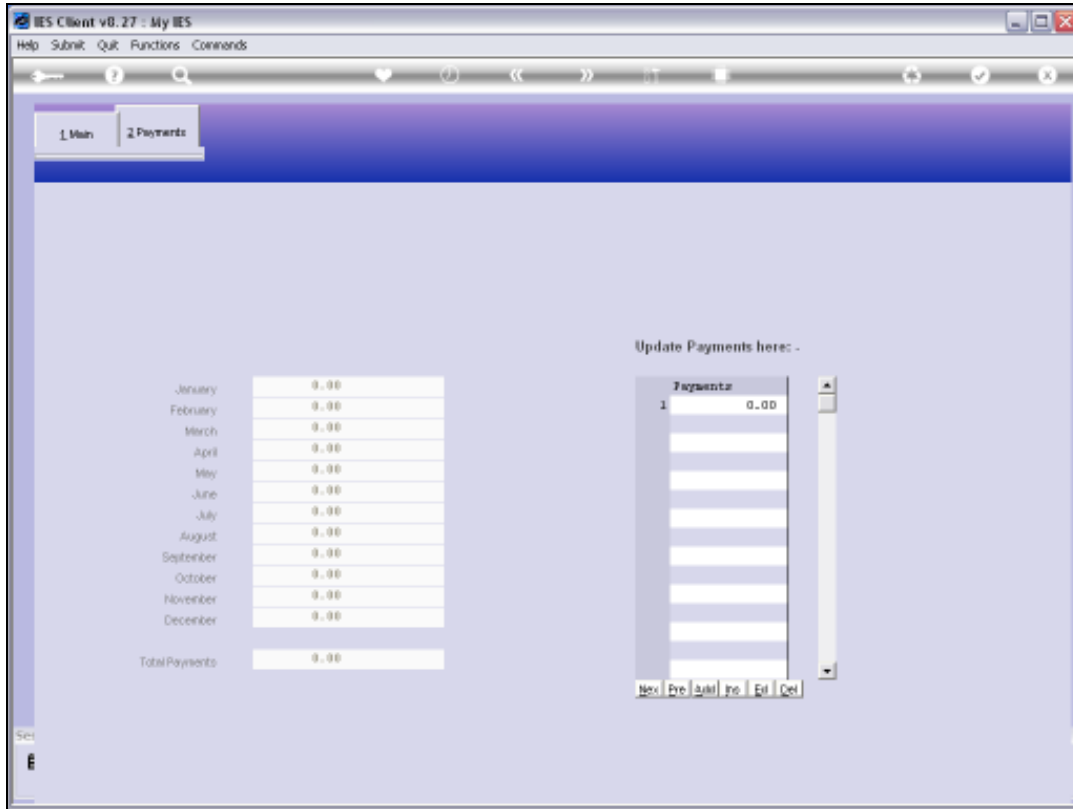 IES Client v8.27 : My IES
Help Submit Quit Functions Commands
1 Main 2 Payments
Update Payments here: -
Payments
1 0.00
January 0.00
February 0.00
March 0.00
April 0.00
May 0.00
June 0.00
July 0.00
August 0.00
September 0.00
October 0.00
November 0.00
December 0.00
Total Payments 0.00
Nex Pre Add Ins Del